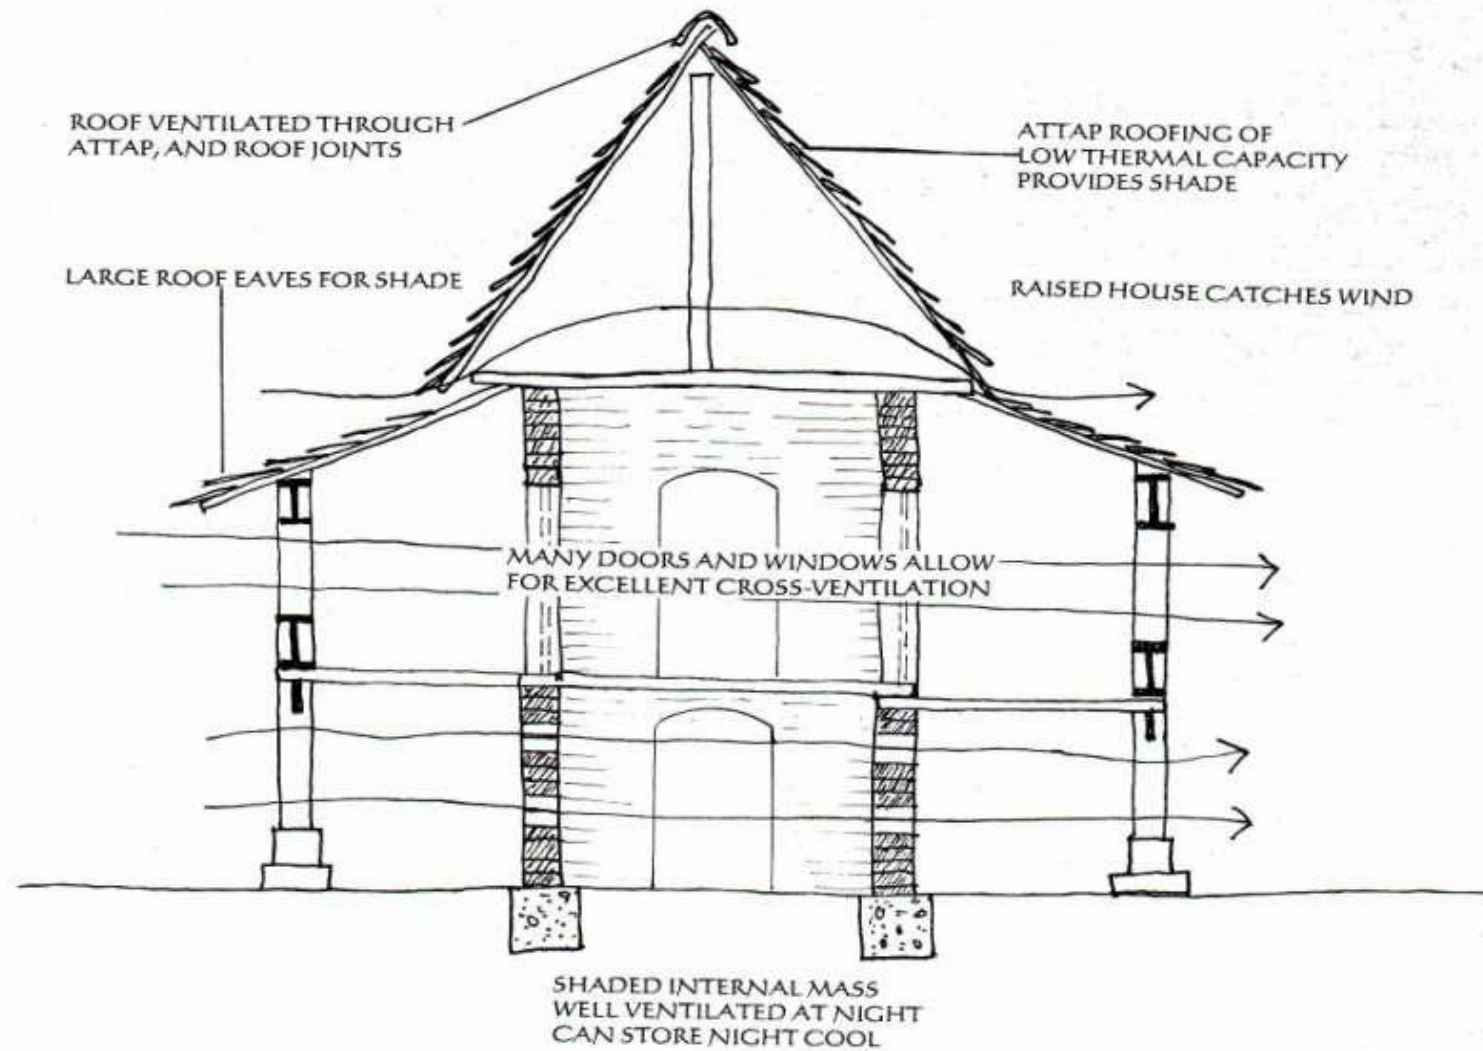 ROOF VENTILATED THROUGH
ATTAP, AND ROOF JOINTS
ATTAP ROOFING OF
LOW THERMAL CAPACITY
PROVIDES SHADE
LARGE ROOF EAVES FOR SHADE
RAISED HOUSE CATCHES WIND
MANY DOORS AND WINDOWS ALLOW
FOR EXCELLENT CROSS-VENTILATION
SHADED INTERNAL MASS
WELL VENTILATED AT NIGHT
CAN STORE NIGHT COOL